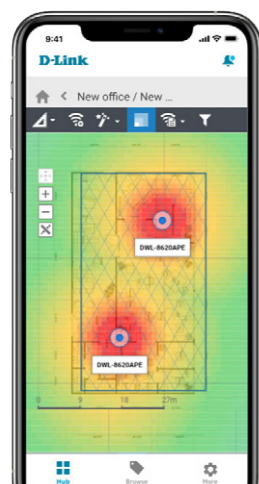 9:41
D-Link
New office / New ...
DWL-8620APE
DWL-8620APE
0 9 18 27m
Hub Browse More